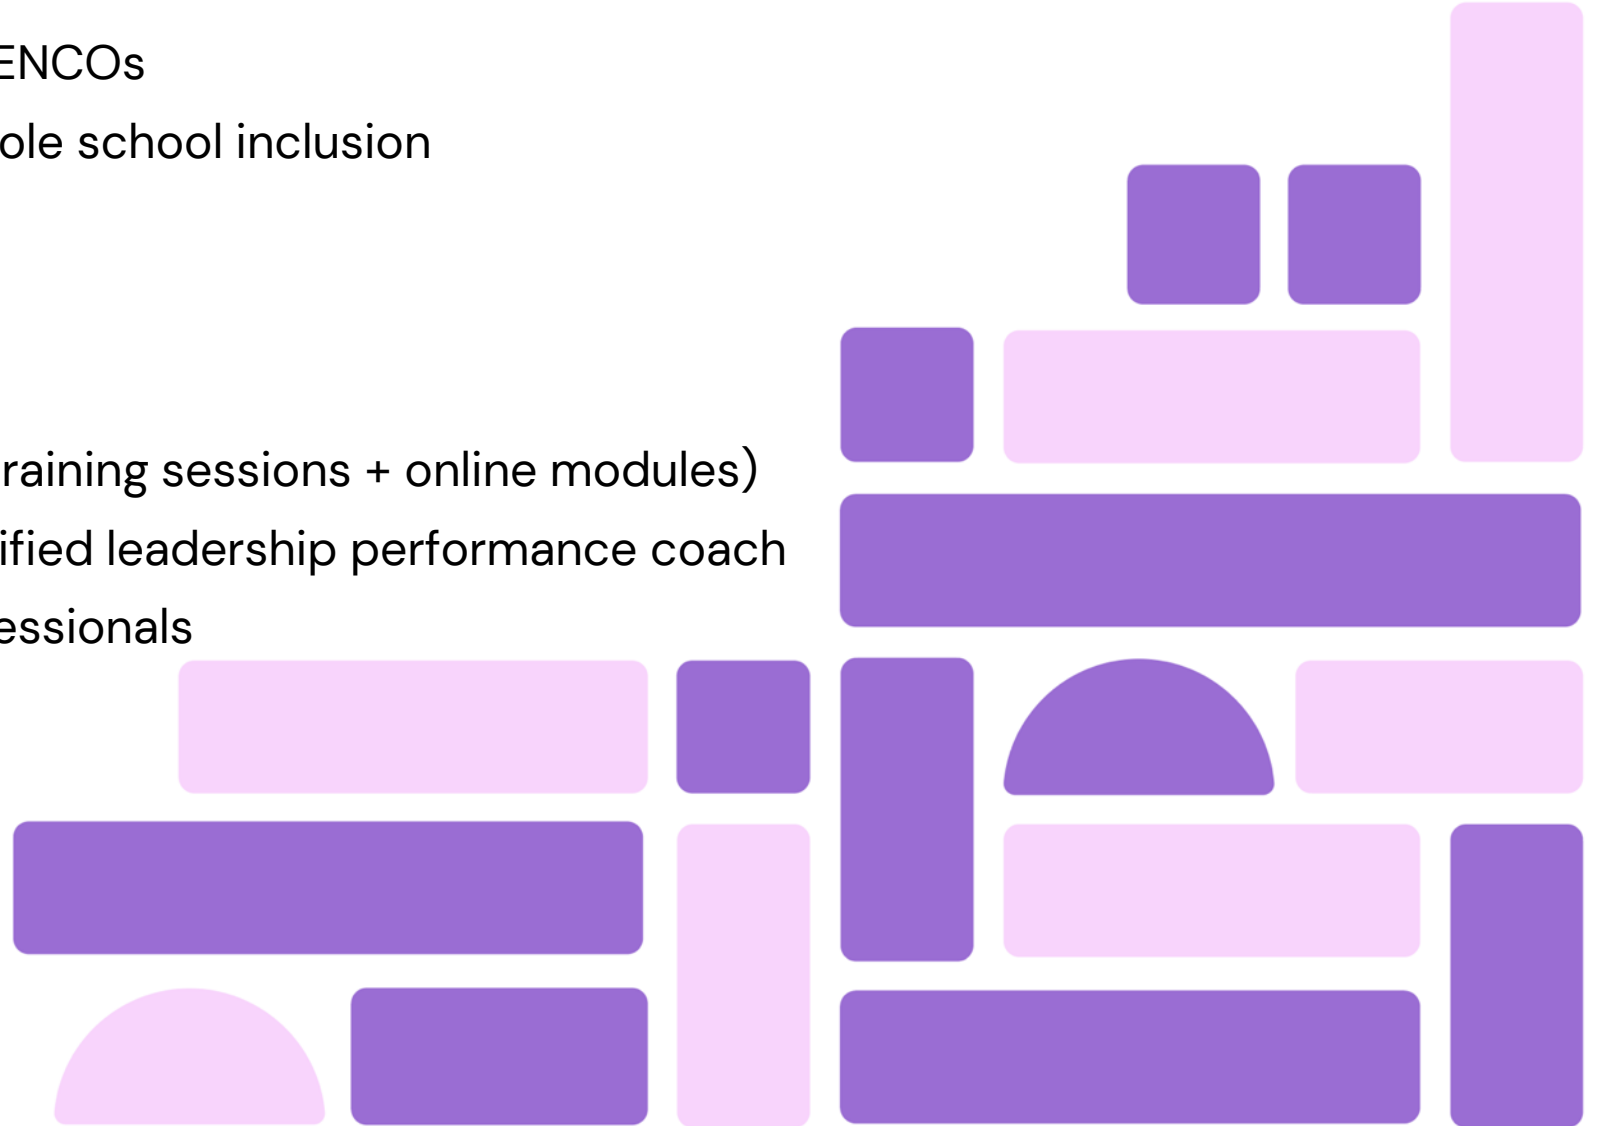 ENCOs
ole school inclusion
raining sessions + online modules)
ified leadership performance coach
essionals